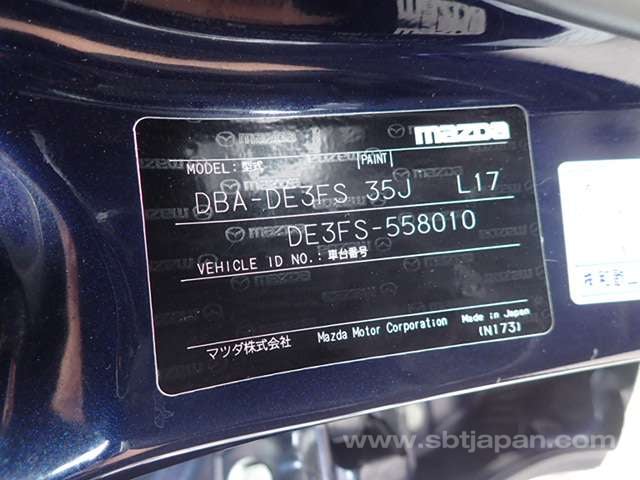 mazda
MODEL:型式 PAINT
DBA-DE3FS 35J L17
DE3FS-558010
VEHICLE ID NO.:車台番号
マツダ株式会社 Mazda Motor Corporation Made in Japan
(N173)
www.sbtjapan.com